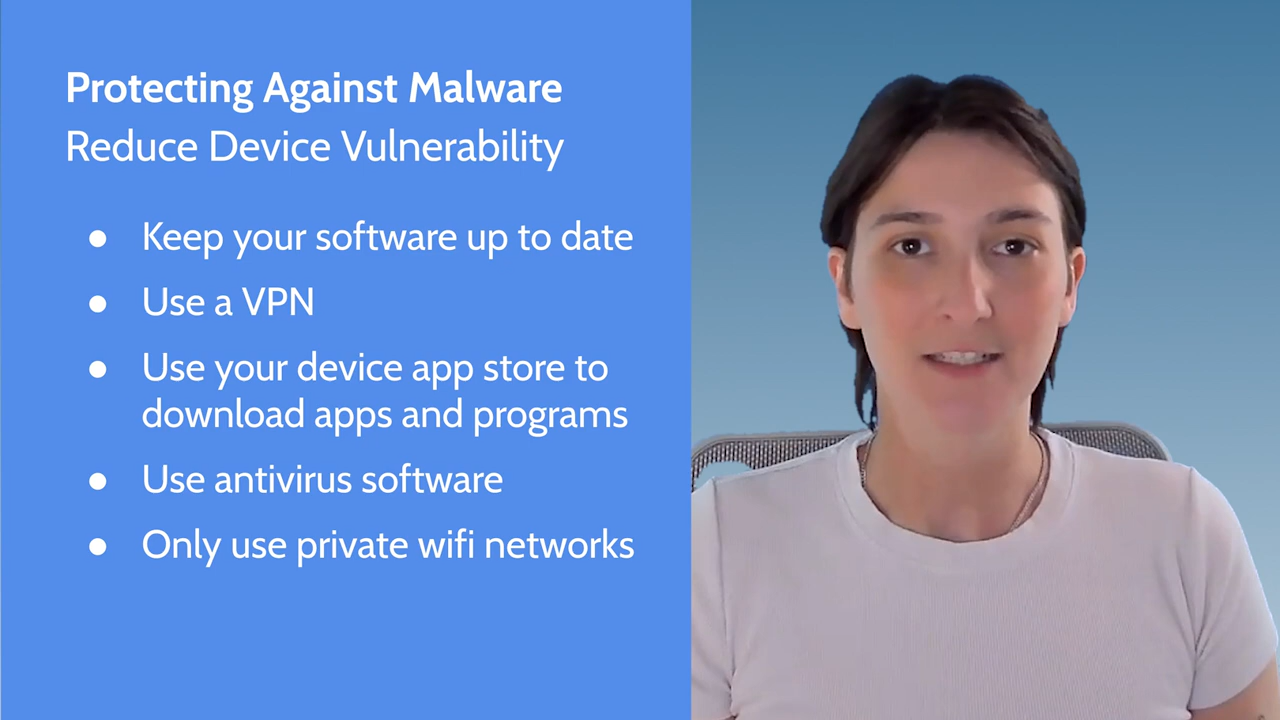 Protecting Against Malware
Reduce Device Vulnerability
● Keep your software up to date
● Use a VPN
● Use your device app store to
download apps and programs
● Use antivirus software
● Only use private wifi networks